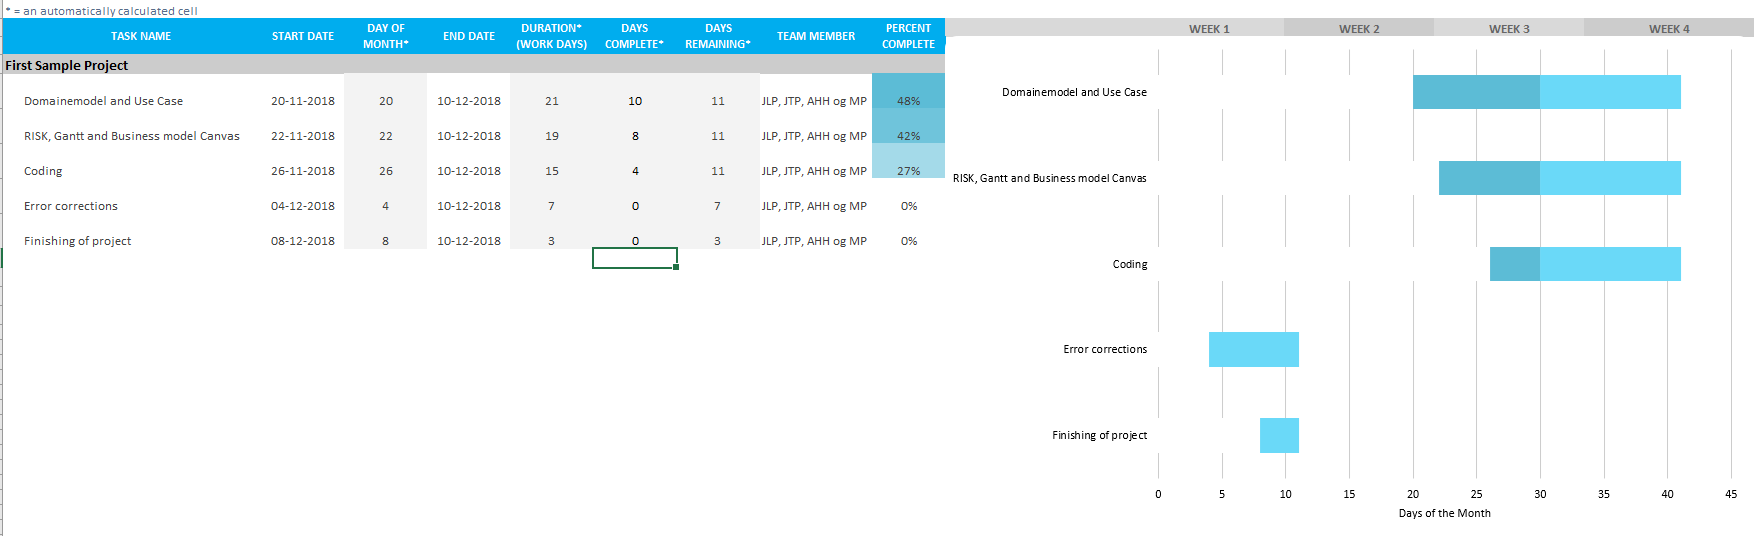 * = an automatically calculated cell
TASK NAME START DATE DAY OF MONTH* END DATE DURATION* (WORK DAYS) DAYS COMPLETE* DAYS REMAINING* TEAM MEMBER PERCENT COMPLETE
WEEK 1 WEEK 2 WEEK 3 WEEK 4
First Sample Project
Domainemodel and Use Case 20-11-2018 20 10-12-2018 21 10 11 JLP, JTP, AHH og MP 48%
RISK, Gantt and Business model Canvas 22-11-2018 22 10-12-2018 19 8 11 JLP, JTP, AHH og MP 42%
Coding 26-11-2018 26 10-12-2018 15 4 11 JLP, JTP, AHH og MP 27%
Error corrections 04-12-2018 4 10-12-2018 7 0 7 JLP, JTP, AHH og MP 0%
Finishing of project 08-12-2018 8 10-12-2018 3 0 3 JLP, JTP, AHH og MP 0%
Domainemodel and Use Case
RISK, Gantt and Business model Canvas
Coding
Error corrections
Finishing of project
0 5 10 15 20 25 30 35 40 45
Days of the Month